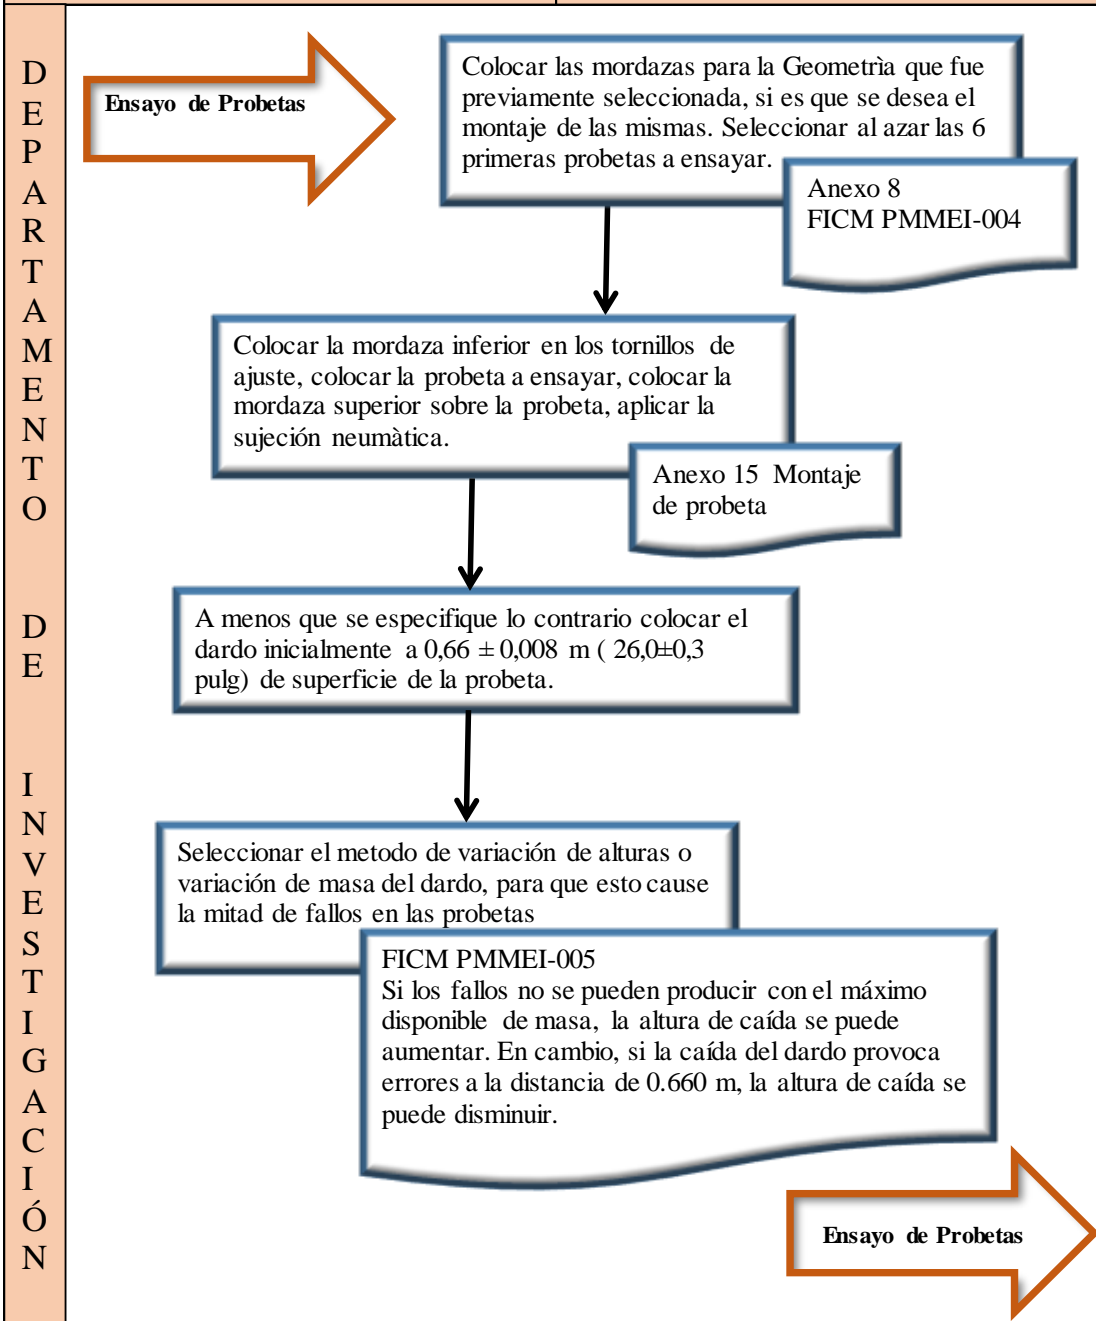 DEPARTAMENTO DE INVESTIGACIÓN
Ensayo de Probetas
Colocar las mordazas para la Geometrìa que fue
previamente seleccionada, si es que se desea el
montaje de las mismas. Seleccionar al azar las 6
primeras probetas a ensayar.
Anexo 8
FICM PMMEI-004
Colocar la mordaza inferior en los tornillos de
ajuste, colocar la probeta a ensayar, colocar la
mordaza superior sobre la probeta, aplicar la
sujeción neumàtica.
Anexo 15 Montaje
de probeta
A menos que se especifique lo contrario colocar el
dardo inicialmente a 0,66 ± 0,008 m ( 26,0±0,3
pulg) de superficie de la probeta.
Seleccionar el metodo de variación de alturas o
variación de masa del dardo, para que esto cause
la mitad de fallos en las probetas
FICM PMMEI-005
Si los fallos no se pueden producir con el máximo
disponible de masa, la altura de caída se puede
aumentar. En cambio, si la caída del dardo provoca
errores a la distancia de 0.660 m, la altura de caída se
puede disminuir.
Ensayo de Probetas